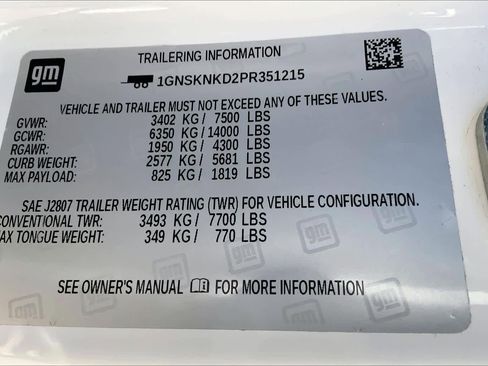 gm
TRAILERING INFORMATION
1GNSKNKD2PR351215
VEHICLE AND TRAILER MUST NOT EXCEED ANY OF THESE VALUES.
GVWR: 3402 KG / 7500 LBS
GCWR: 6350 KG / 14000 LBS
RGAWR: 1950 KG / 4300 LBS
CURB WEIGHT: 2577 KG / 5681 LBS
MAX PAYLOAD: 825 KG / 1819 LBS
SAE J2807 TRAILER WEIGHT RATING (TWR) FOR VEHICLE CONFIGURATION.
CONVENTIONAL TWR: 3493 KG / 7700 LBS
MAX TONGUE WEIGHT: 349 KG / 770 LBS
SEE OWNER'S MANUAL FOR MORE INFORMATION